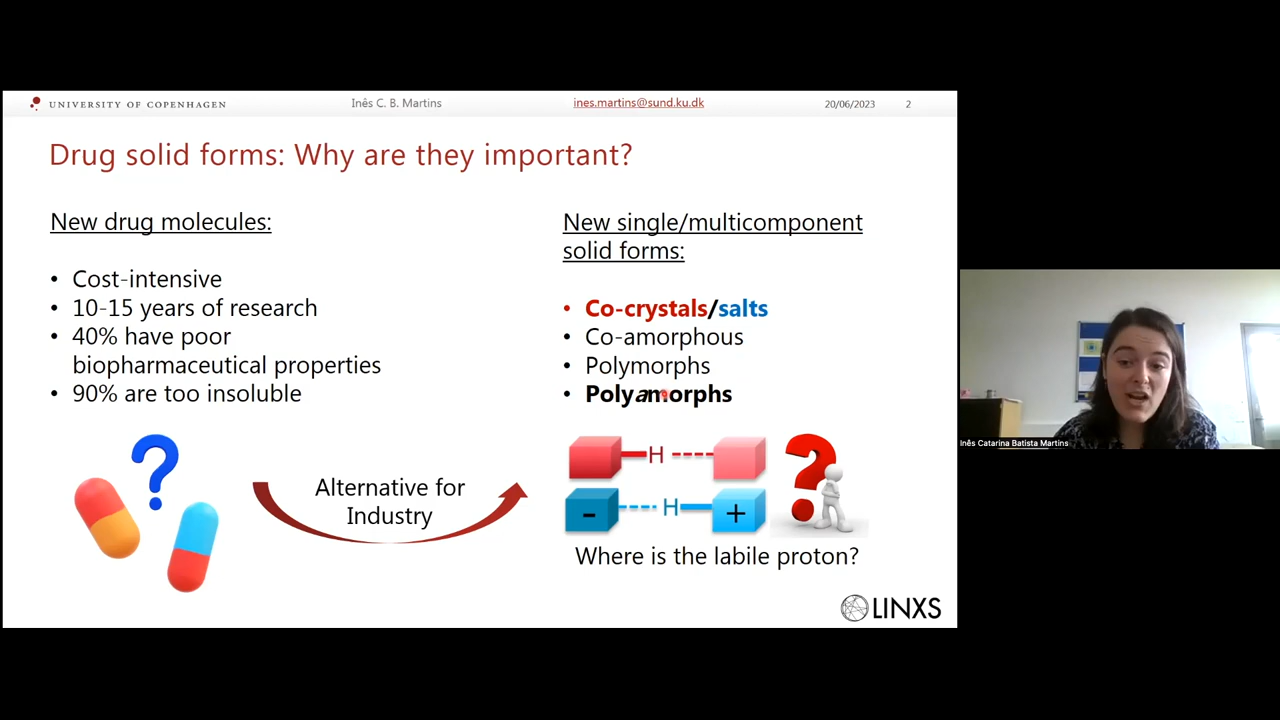 UNIVERSITY OF COPENHAGEN
Inês C. B. Martins
ines.martins@sund.ku.dk
20/06/2023
2
Drug solid forms: Why are they important?
New drug molecules:
• Cost-intensive
• 10-15 years of research
• 40% have poor
biopharmaceutical properties
• 90% are too insoluble
Alternative for
Industry
New single/multicomponent
solid forms:
• Co-crystals/salts
• Co-amorphous
• Polymorphs
• Polyamorphs
H
- H +
Where is the labile proton?
LINXS
Inês Catarina Batista Martins